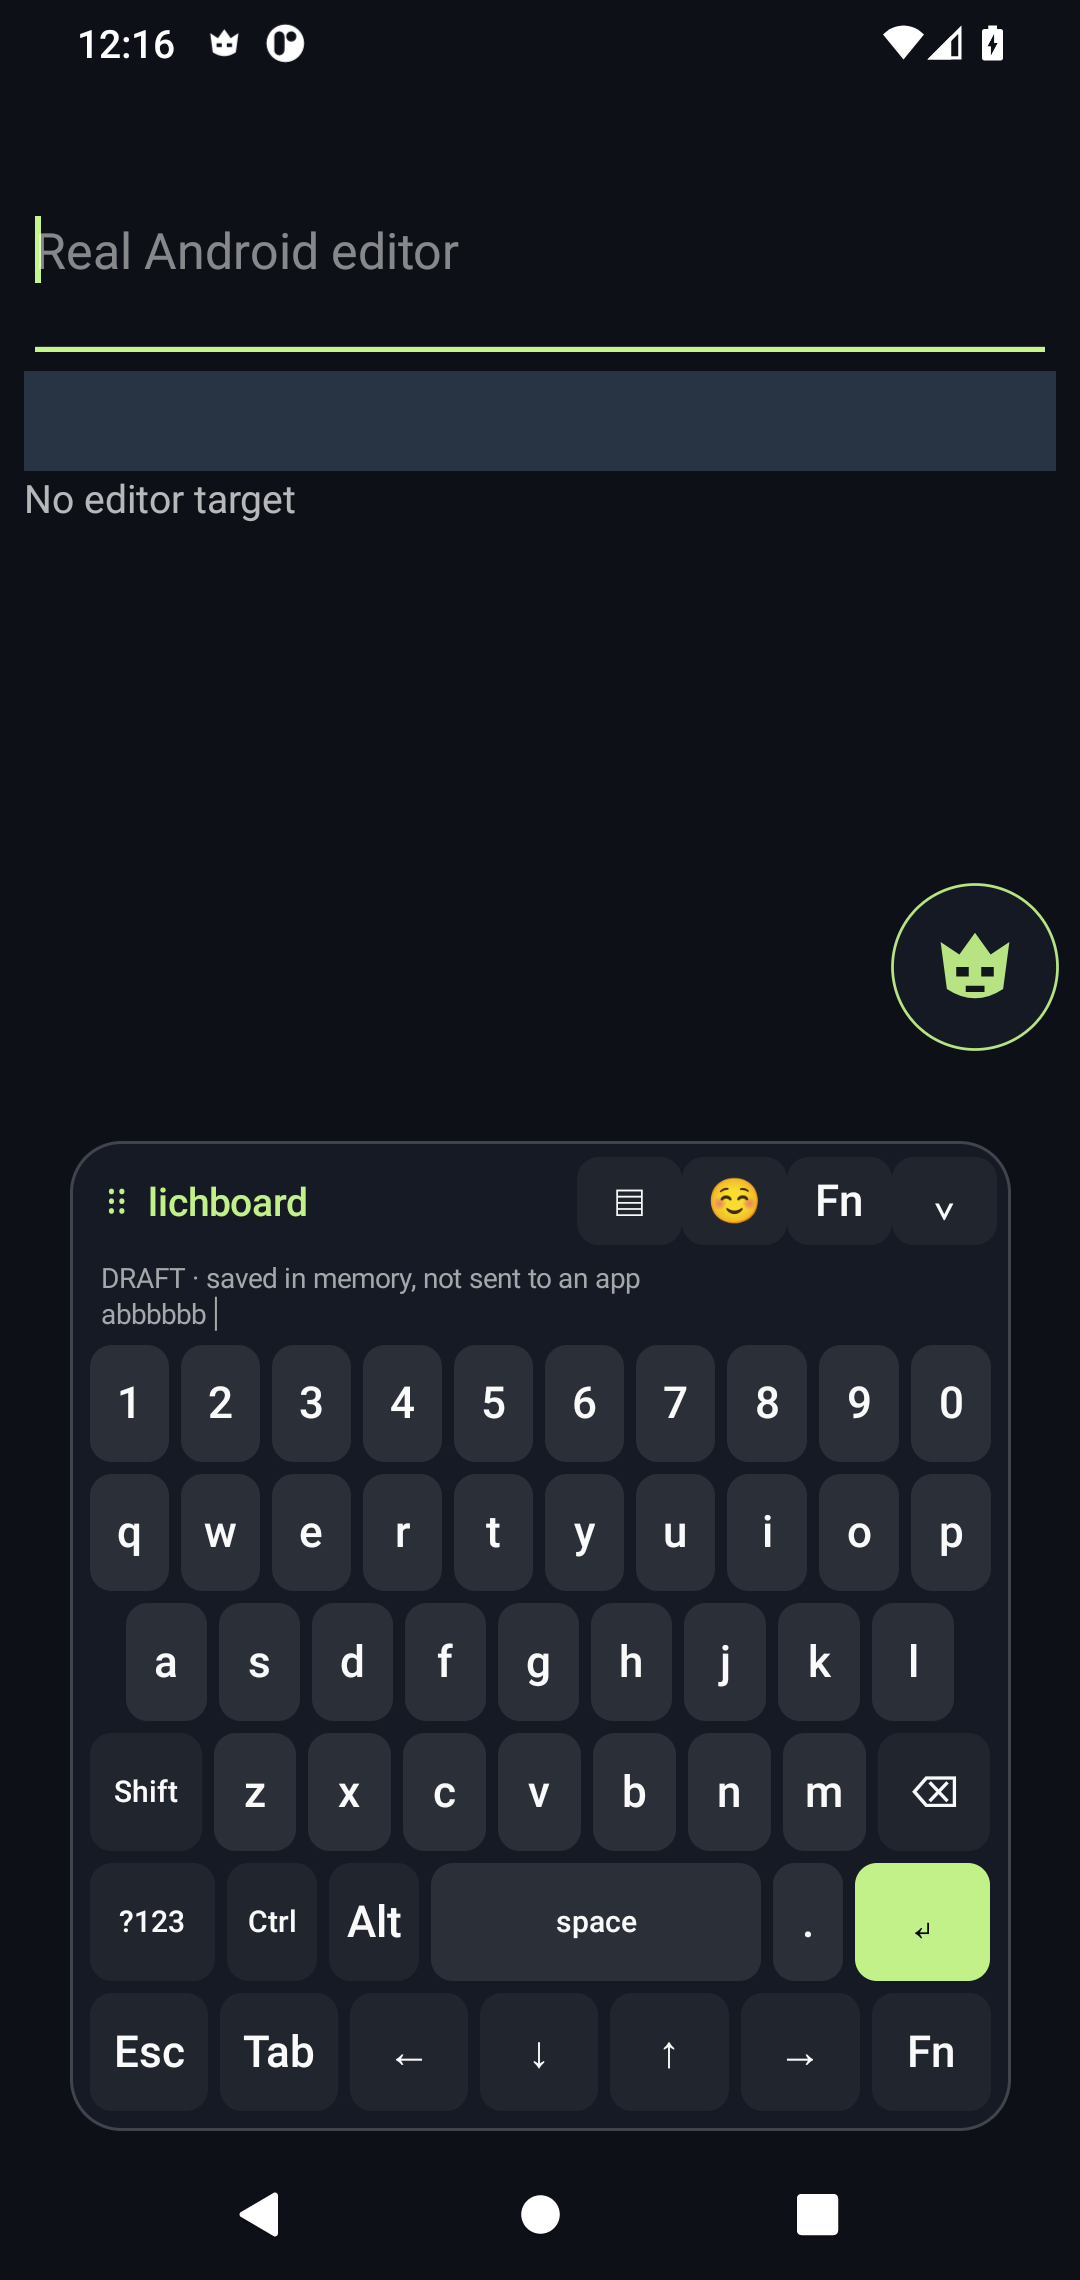 12:16
Real Android editor
No editor target
lichboard
Fn
DRAFT · saved in memory, not sent to an app
abbbbbb
1 2 3 4 5 6 7 8 9 0
q w e r t y u i o p
a s d f g h j k l
Shift z x c v b n m
?123 Ctrl Alt space . ↵
Esc Tab ← ↓ ↑ → Fn